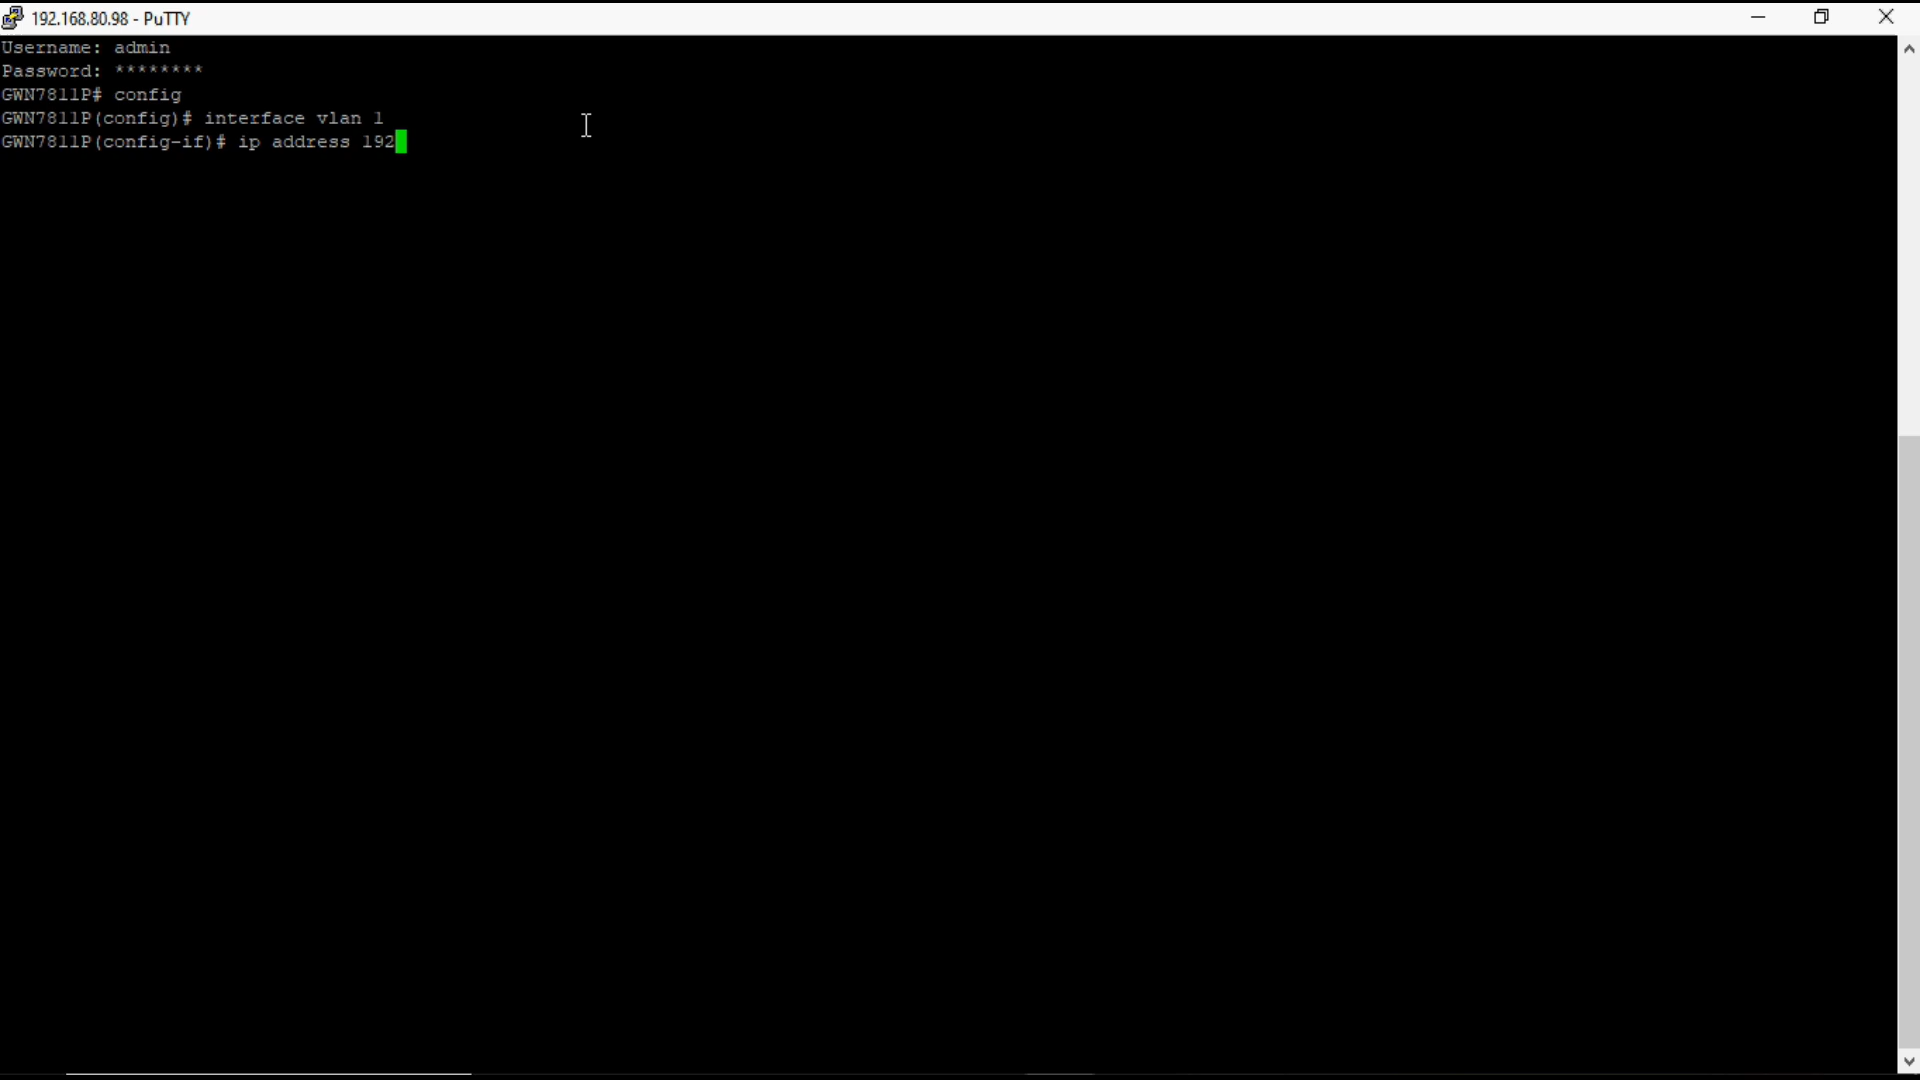 192.168.80.98 - PuTTY
Username: admin
Password: ********
GWN7811P# config
GWN7811P(config)# interface vlan 1
GWN7811P(config-if)# ip address 192